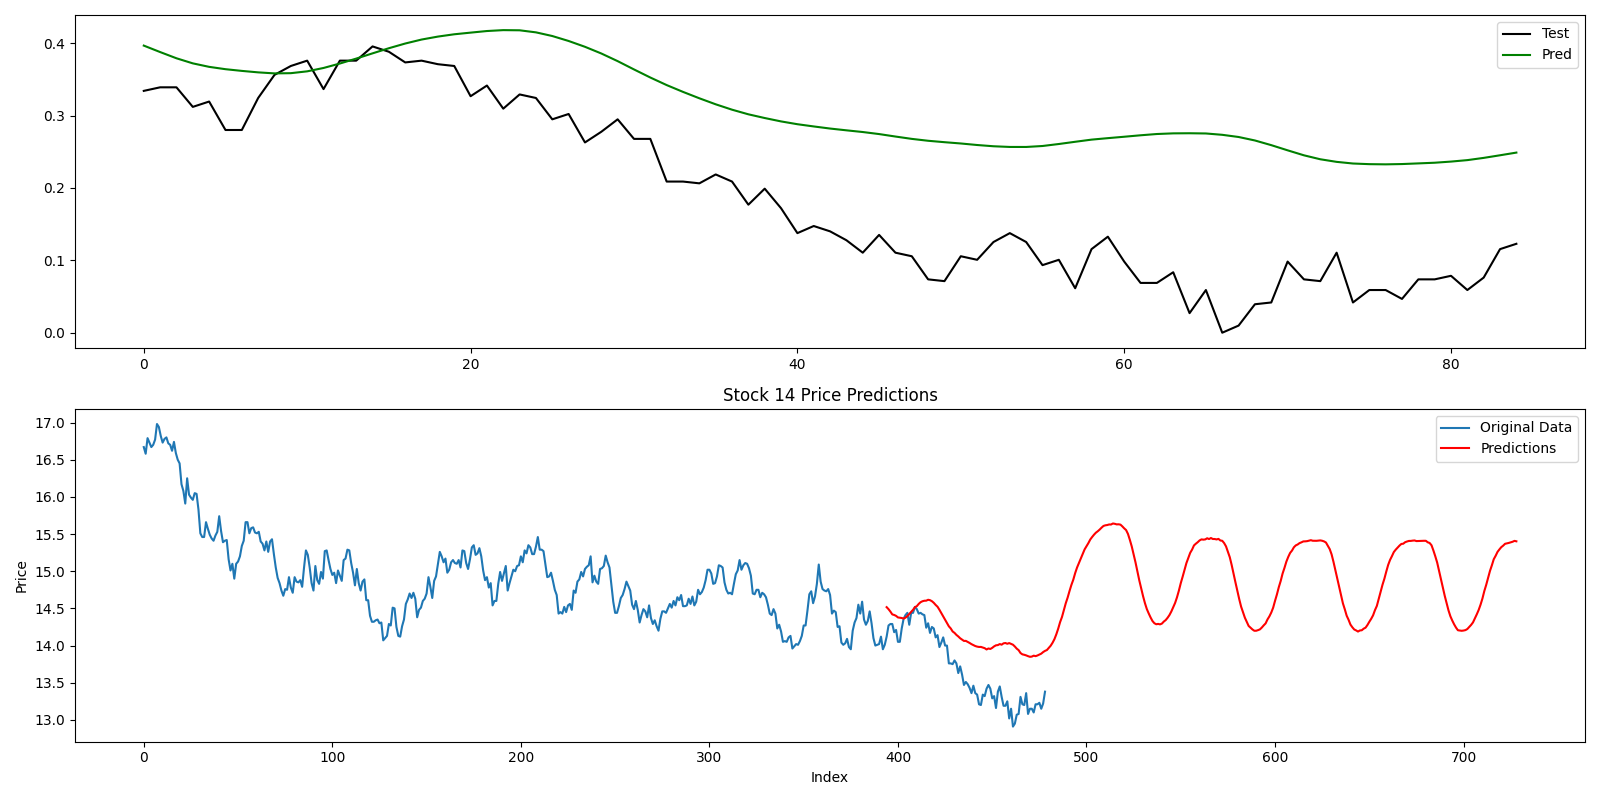 Test
Pred
0.4
0.3
0.2
0.1
0.0
0 20 40 60 80
Stock 14 Price Predictions
Original Data
Predictions
17.0
16.5
16.0
15.5
15.0
14.5
14.0
13.5
13.0
Price
0 100 200 300 400 500 600 700
Index